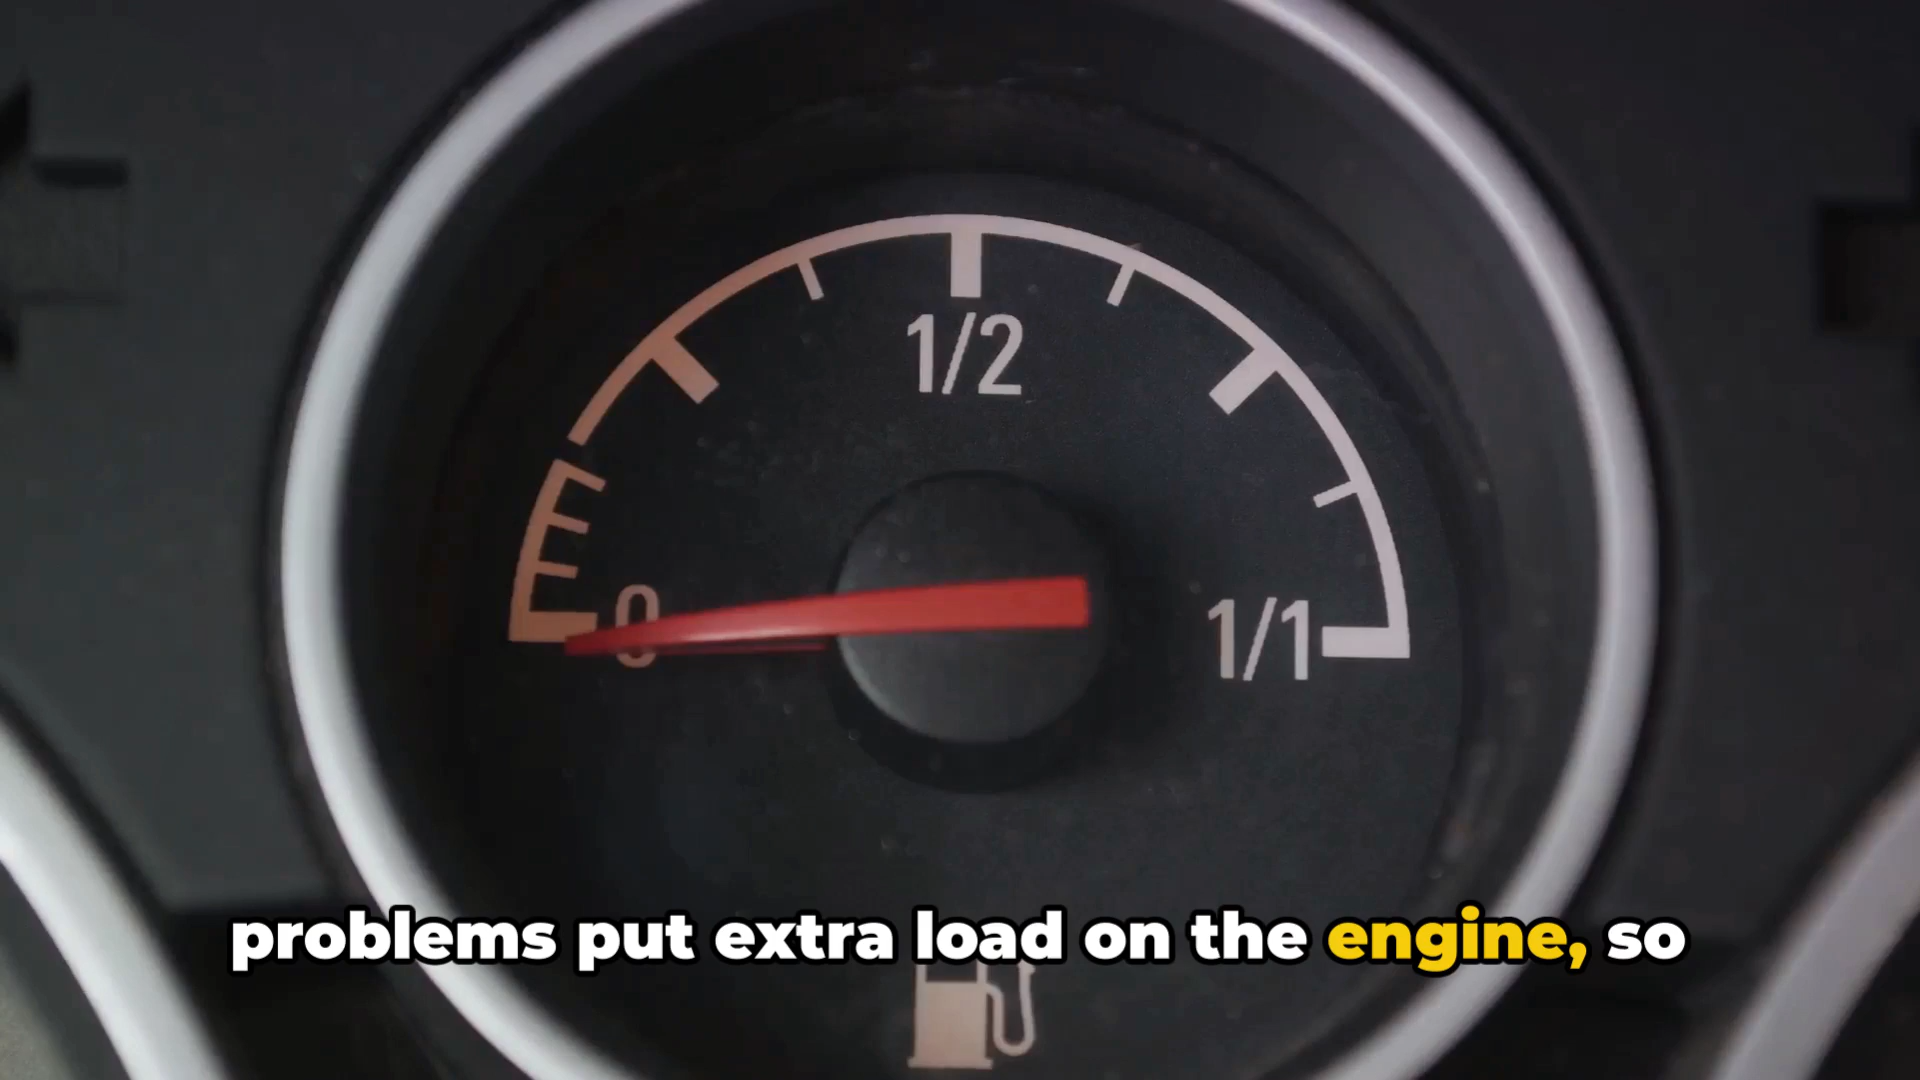 1/2
0
1/1
problems put extra load on the engine, so